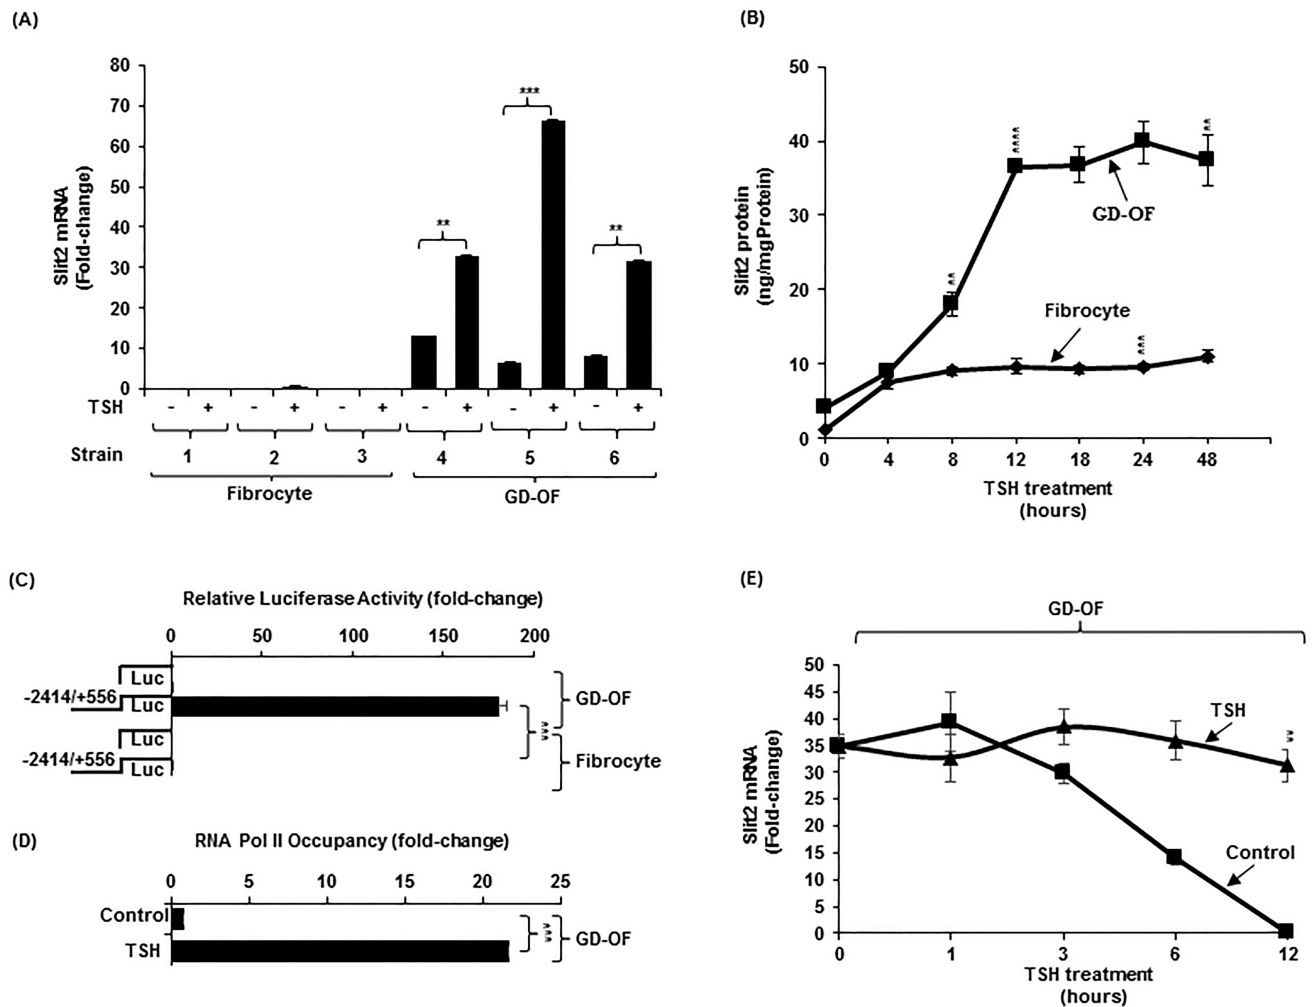 (A)
80
70
60
50
40
30
20
10
0
Slit2 mRNA
(Fold-change)
**
***
**
TSH - + - + - + - + - + - +
Strain 1 2 3 4 5 6
Fibrocyte GD-OF
(B)
50
40
30
20
10
0
Slit2 protein
(ng/mgProtein)
**
****
**
GD-OF
Fibrocyte
***
0 4 8 12 18 24 48
TSH treatment
(hours)
(C)
Relative Luciferase Activity (fold-change)
0 50 100 150 200
Luc
-2414/+556 Luc
GD-OF
***
Luc
-2414/+556 Luc
Fibrocyte
(D)
RNA Pol II Occupancy (fold-change)
0 5 10 15 20 25
Control
TSH
***
GD-OF
(E)
GD-OF
50
45
40
35
30
25
20
15
10
5
0
Slit2 mRNA
(Fold-change)
TSH
**
Control
0 1 3 6 12
TSH treatment
(hours)